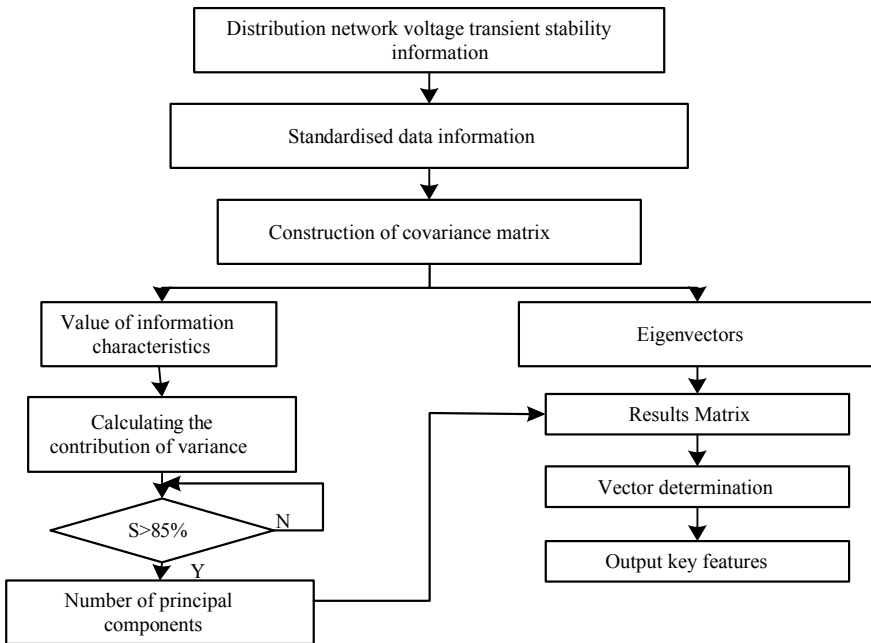 Distribution network voltage transient stability
information
Standardised data information
Construction of covariance matrix
Value of information
characteristics
Eigenvectors
Calculating the
contribution of variance
Results Matrix
Vector determination
S>85%
N
Output key features
Y
Number of principal
components